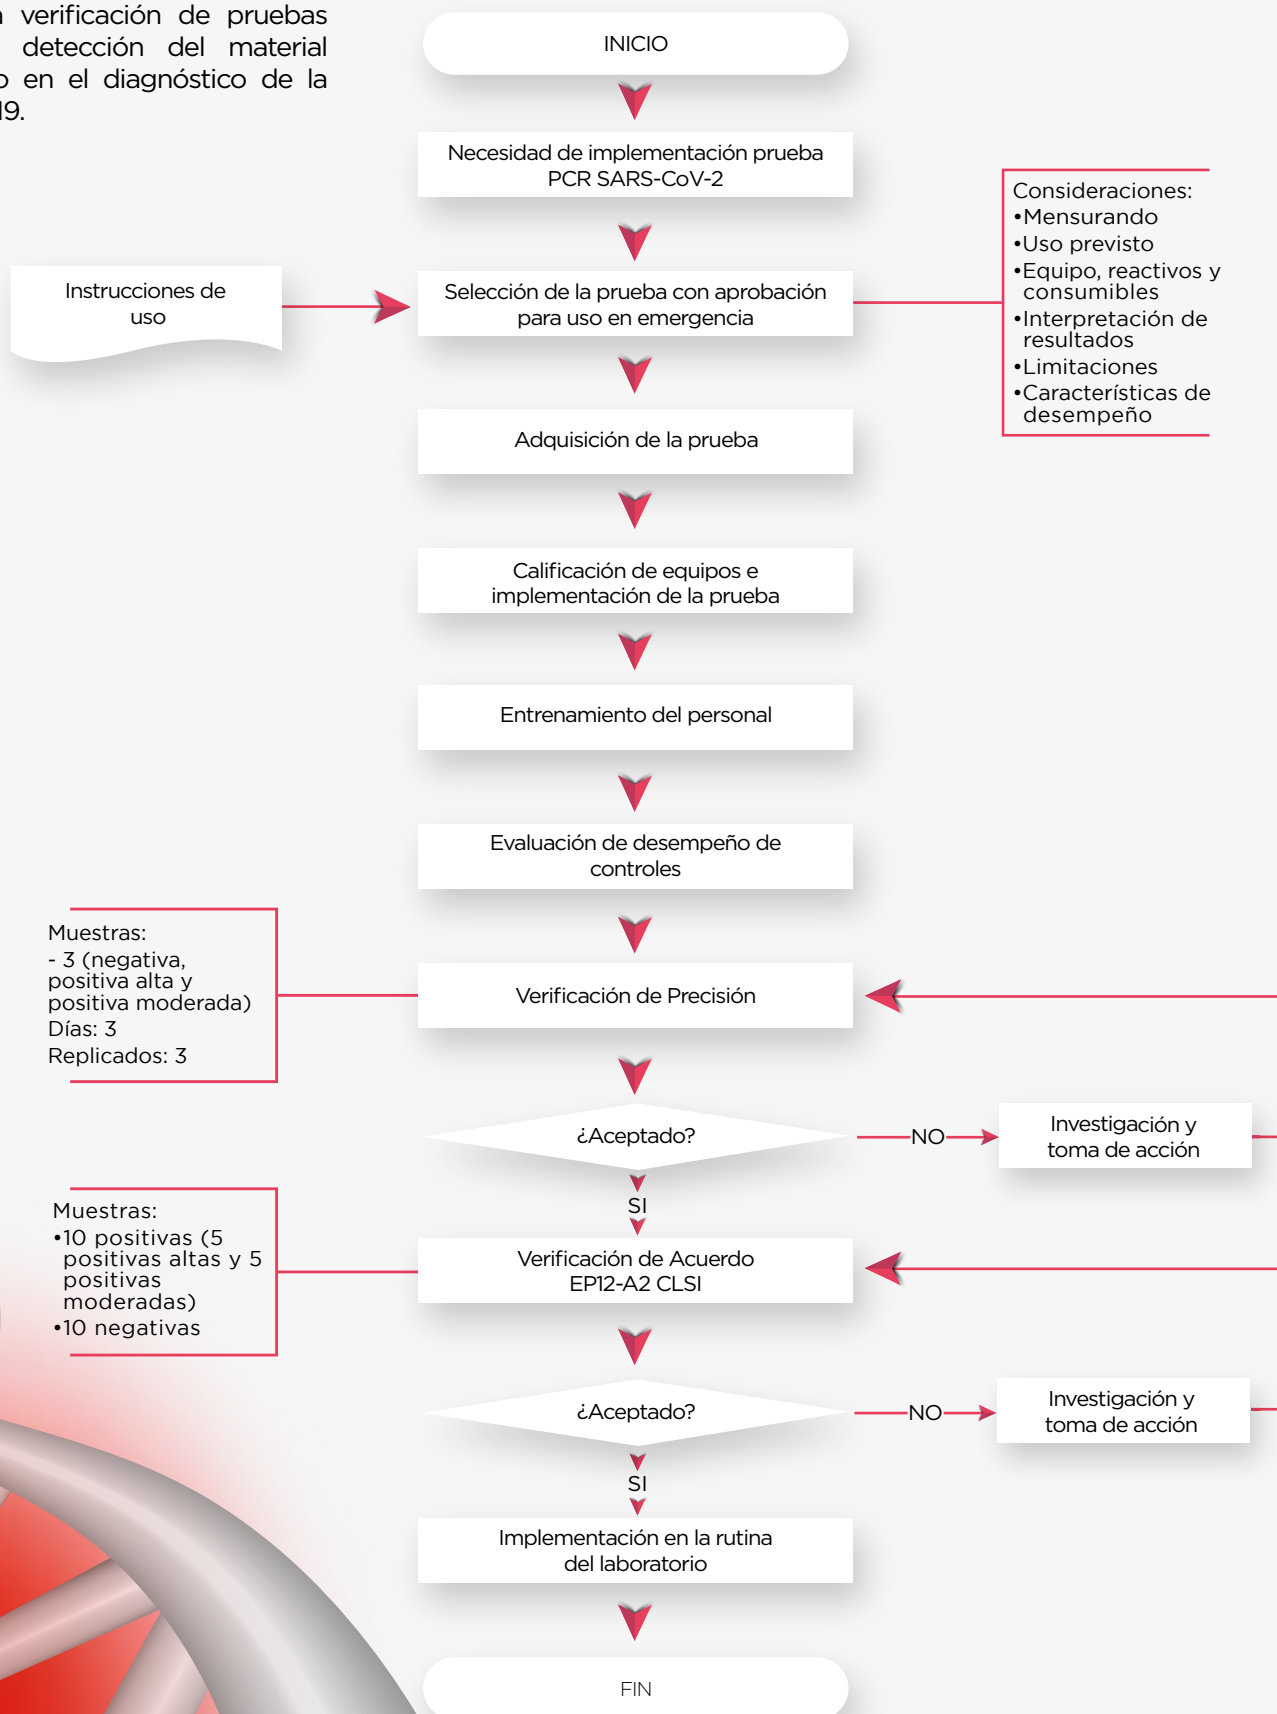 verificación de pruebas
detección del material
en el diagnóstico de la
19.
INICIO
Necesidad de implementación prueba
PCR SARS-CoV-2
Instrucciones de
uso
Selección de la prueba con aprobación
para uso en emergencia
Consideraciones:
•Mensurando
•Uso previsto
•Equipo, reactivos y
consumibles
•Interpretación de
resultados
•Limitaciones
•Características de
desempeño
Adquisición de la prueba
Calificación de equipos e
implementación de la prueba
Entrenamiento del personal
Evaluación de desempeño de
controles
Muestras:
- 3 (negativa,
positiva alta y
positiva moderada)
Días: 3
Replicados: 3
Verificación de Precisión
¿Aceptado?
NO
Investigación y
toma de acción
SI
Muestras:
•10 positivas (5
positivas altas y 5
positivas
moderadas)
•10 negativas
Verificación de Acuerdo
EP12-A2 CLSI
¿Aceptado?
NO
Investigación y
toma de acción
SI
Implementación en la rutina
del laboratorio
FIN